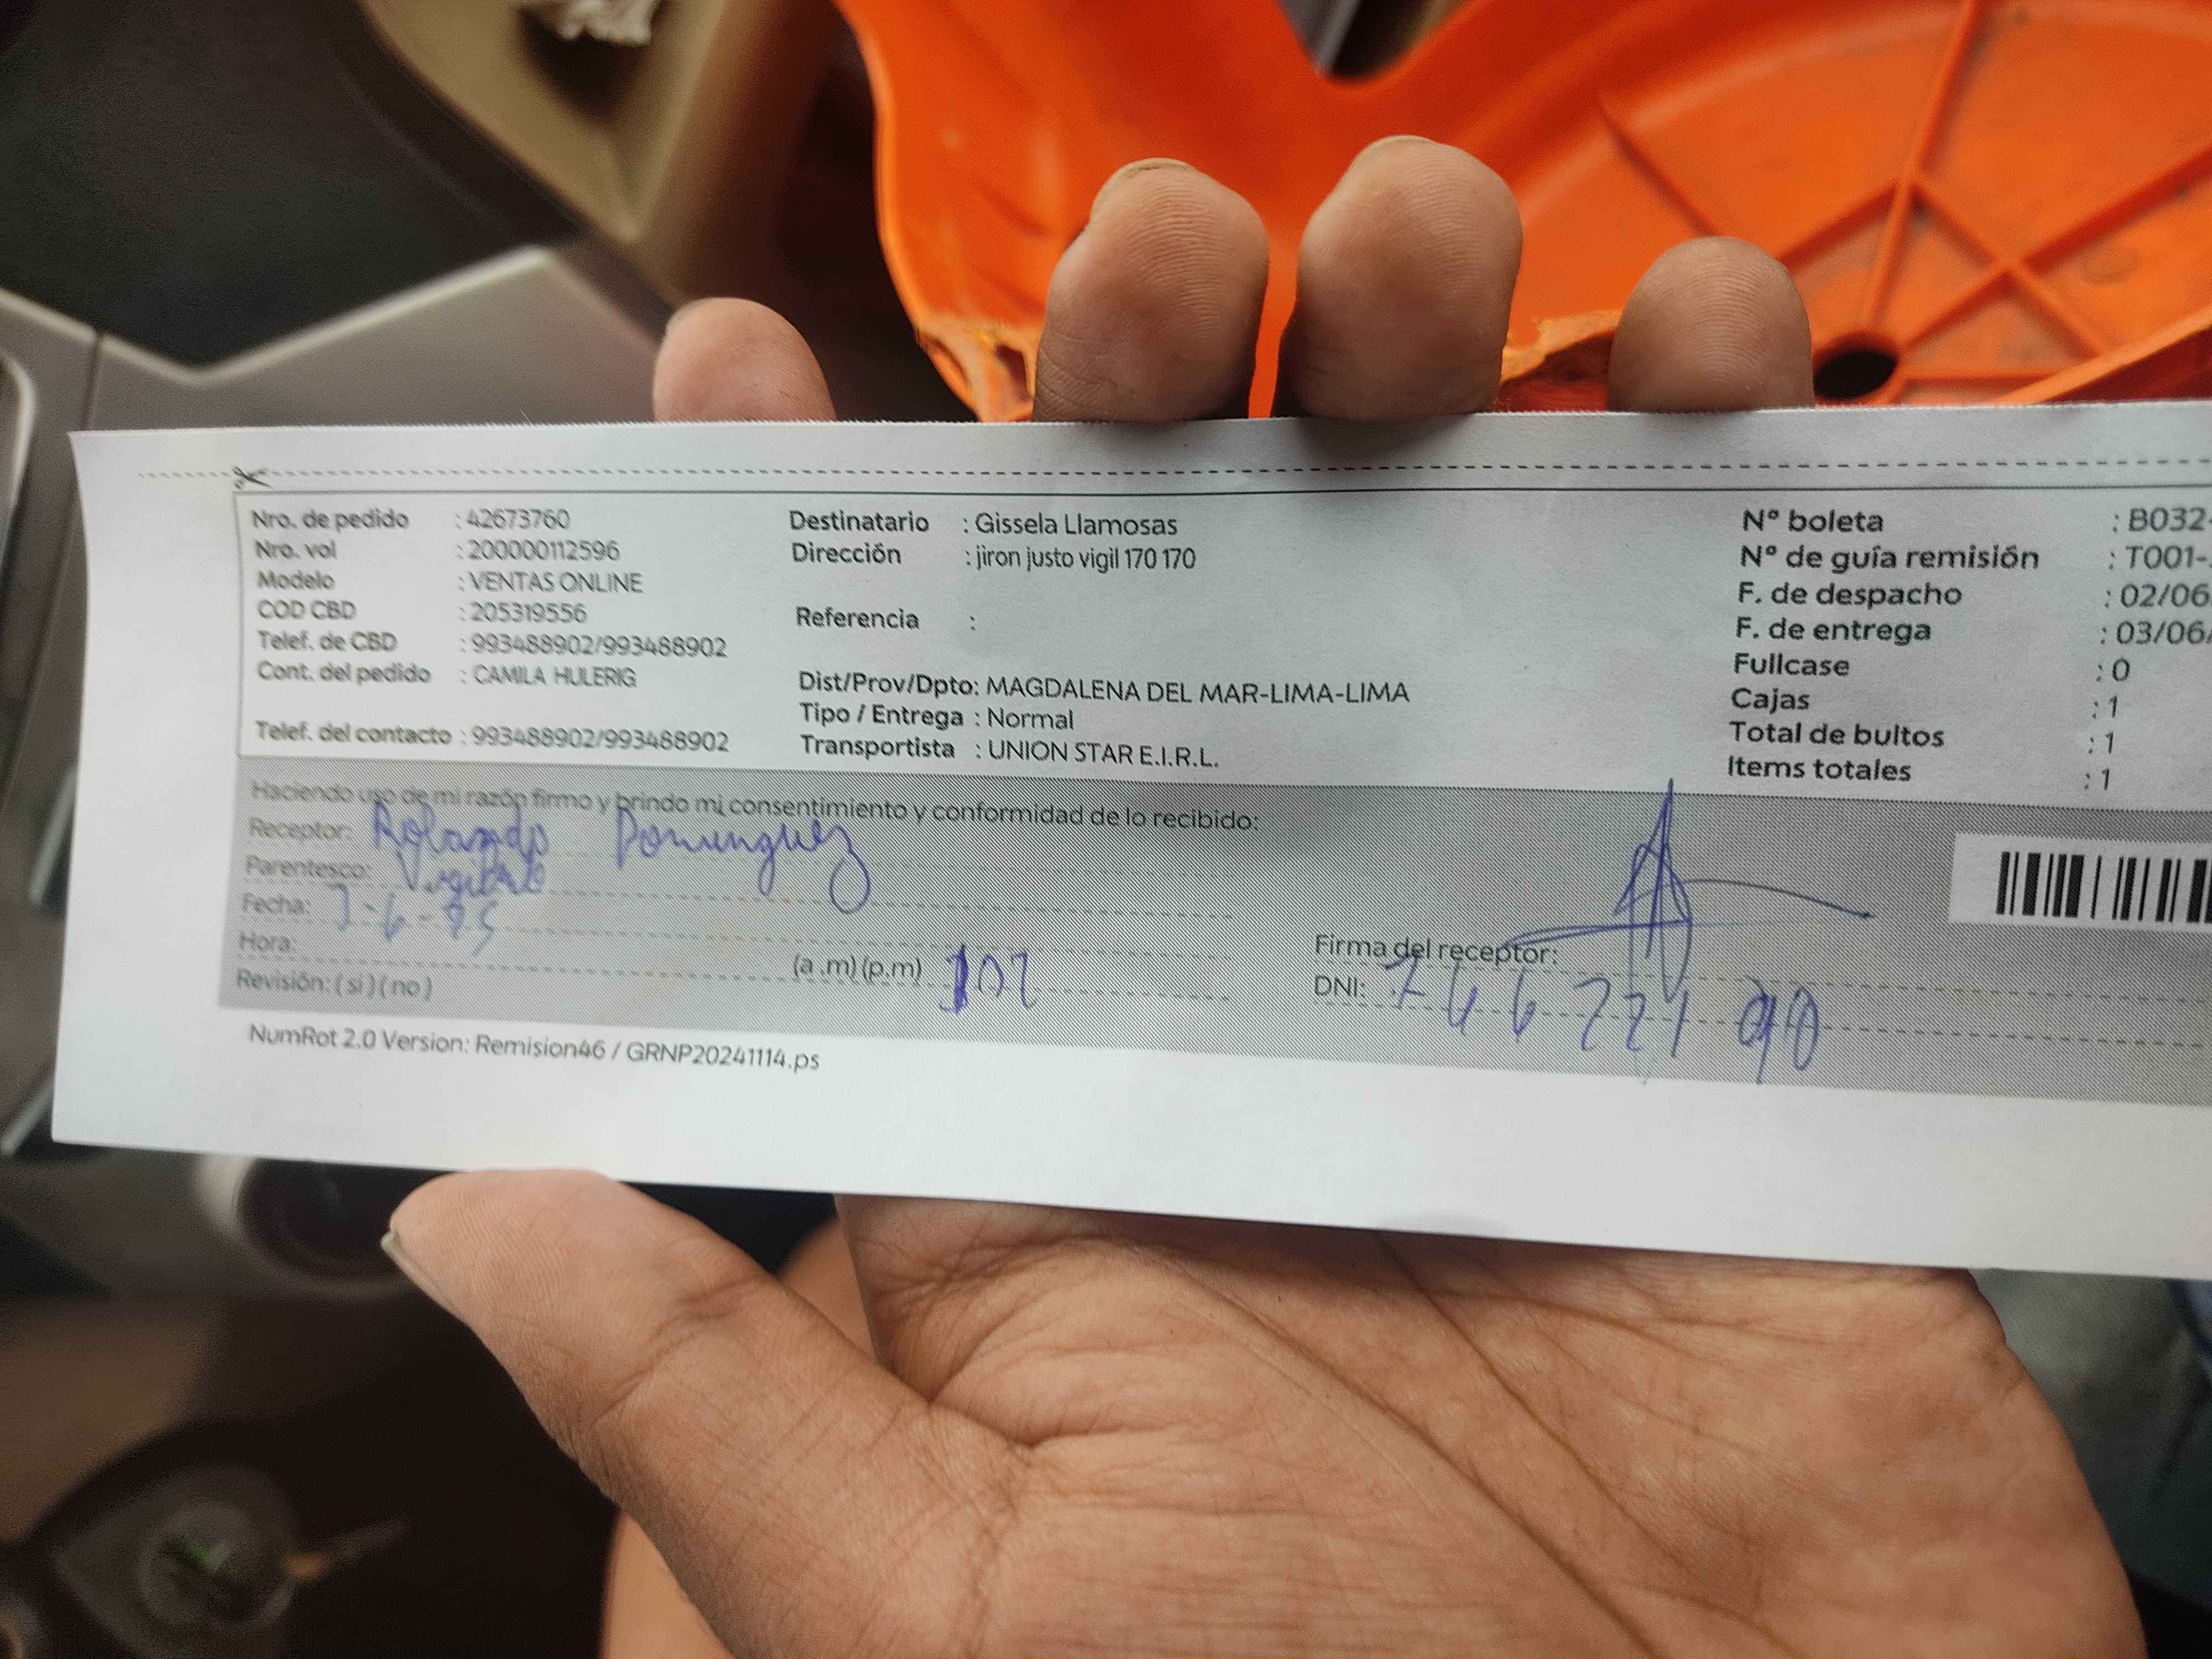 Nro. de pedido : 42673760
Nro. vol : 200000112596
Modelo : VENTAS ONLINE
COD CBD : 205319556
Telef. de CBD : 993488902/993488902
Cont. del pedido : CAMILA HULERIG
Telef. del contacto : 993488902/993488902
Destinatario : Gissela Llamosas
Dirección : jiron justo vigil 170 170
Referencia :
Dist/Prov/Dpto: MAGDALENA DEL MAR-LIMA-LIMA
Tipo / Entrega : Normal
Transportista : UNION STAR E.I.R.L.
Nº boleta : B032-
Nº de guía remisión : T001-
F. de despacho : 02/06/
F. de entrega : 03/06/
Fullcase : 0
Cajas : 1
Total de bultos : 1
Items totales : 1
Haciendo uso de mi razón firmo y brindo mi consentimiento y conformidad de lo recibido:
Receptor: Rolando Dominguez
Parentesco:
Fecha:
Hora: (a .m) (p.m) 102
Revisión: ( si ) ( no )
Firma del receptor:
DNI:
NumRot 2.0 Version: Remision46 / GRNP20241114.ps